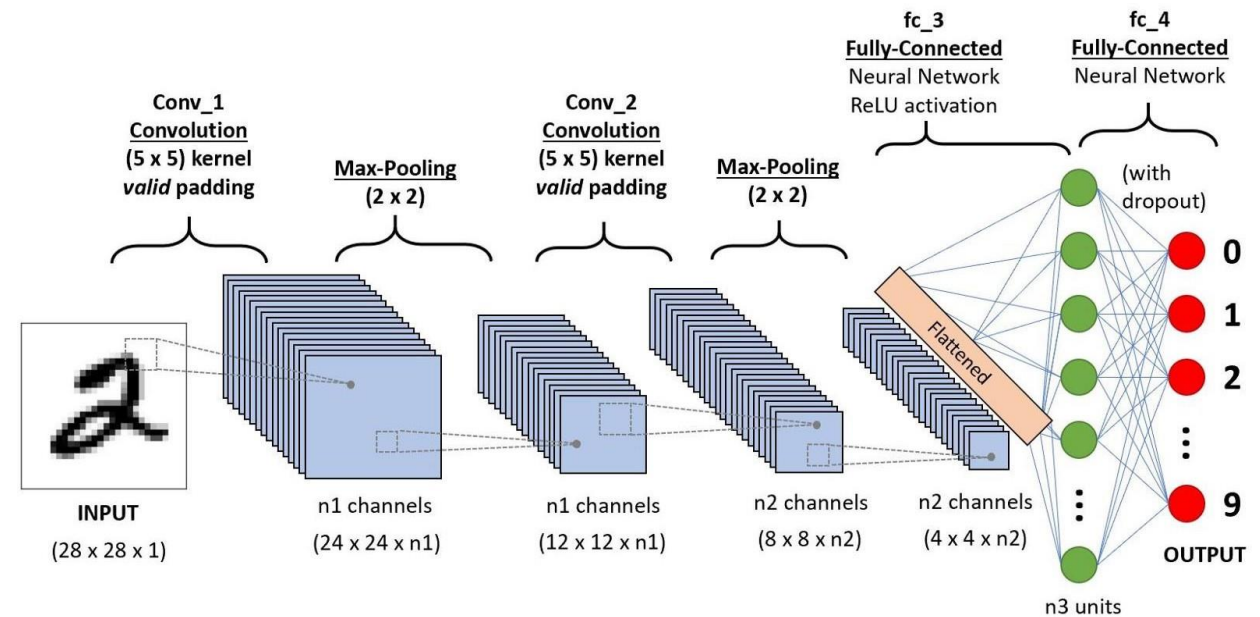 fc_3
Fully-Connected
Neural Network
ReLU activation
fc_4
Fully-Connected
Neural Network
Conv_1
Convolution
(5 x 5) kernel
valid padding
Max-Pooling
(2 x 2)
Conv_2
Convolution
(5 x 5) kernel
valid padding
Max-Pooling
(2 x 2)
(with
dropout)
Flattened
0
1
2
9
OUTPUT
INPUT
(28 x 28 x 1)
n1 channels
(24 x 24 x n1)
n1 channels
(12 x 12 x n1)
n2 channels
(8 x 8 x n2)
n2 channels
(4 x 4 x n2)
n3 units
2